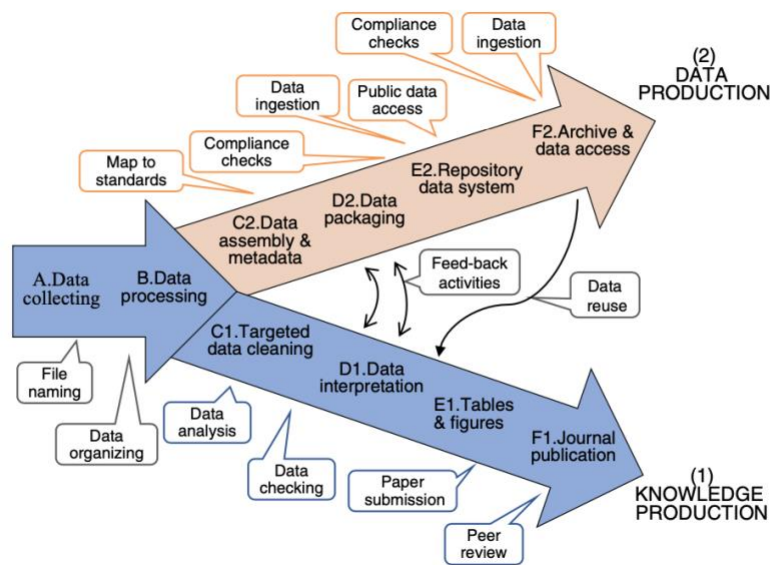 Compliance
checks
Data
ingestion
(2)
DATA
PRODUCTION
Data
ingestion
Public data
access
Compliance
checks
Map to
standards
F2.Archive &
data access
E2.Repository
data system
D2.Data
packaging
C2.Data
assembly &
metadata
A.Data
collecting
B.Data
processing
Feed-back
activities
Data
reuse
C1.Targeted
data cleaning
D1.Data
interpretation
E1.Tables
& figures
F1.Journal
publication
File
naming
Data
organizing
Data
analysis
Data
checking
Paper
submission
Peer
review
(1)
KNOWLEDGE
PRODUCTION